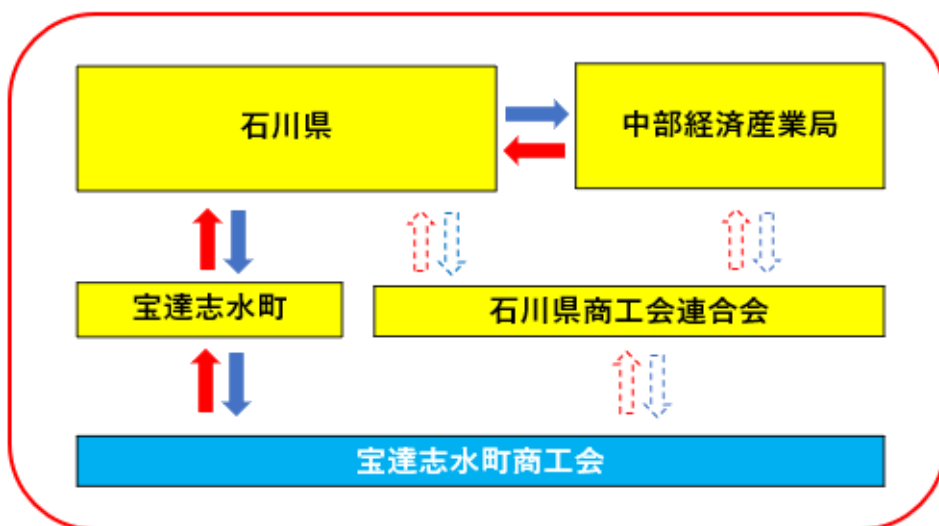 石川県
中部経済産業局
宝達志水町
石川県商工会連合会
宝達志水町商工会